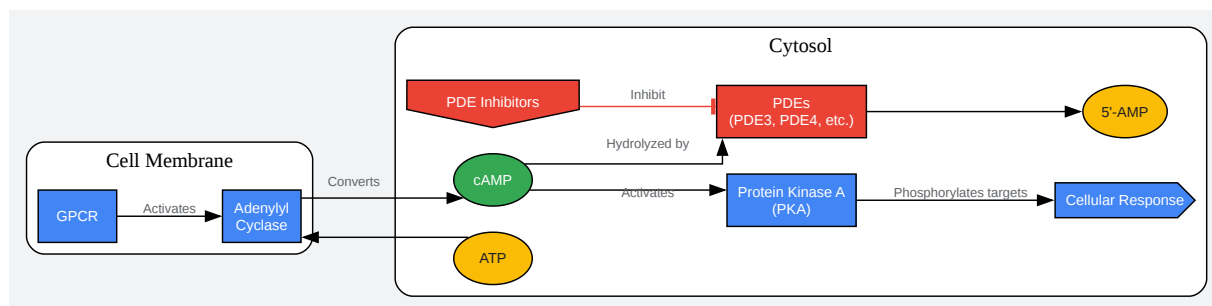 Cytosol
PDE Inhibitors
Inhibit
PDEs
(PDE3, PDE4, etc.)
5'-AMP
Hydrolyzed by
Cell Membrane
GPCR
Activates
Adenylyl
Cyclase
Converts
cAMP
Activates
Protein Kinase A
(PKA)
Phosphorylates targets
Cellular Response
ATP